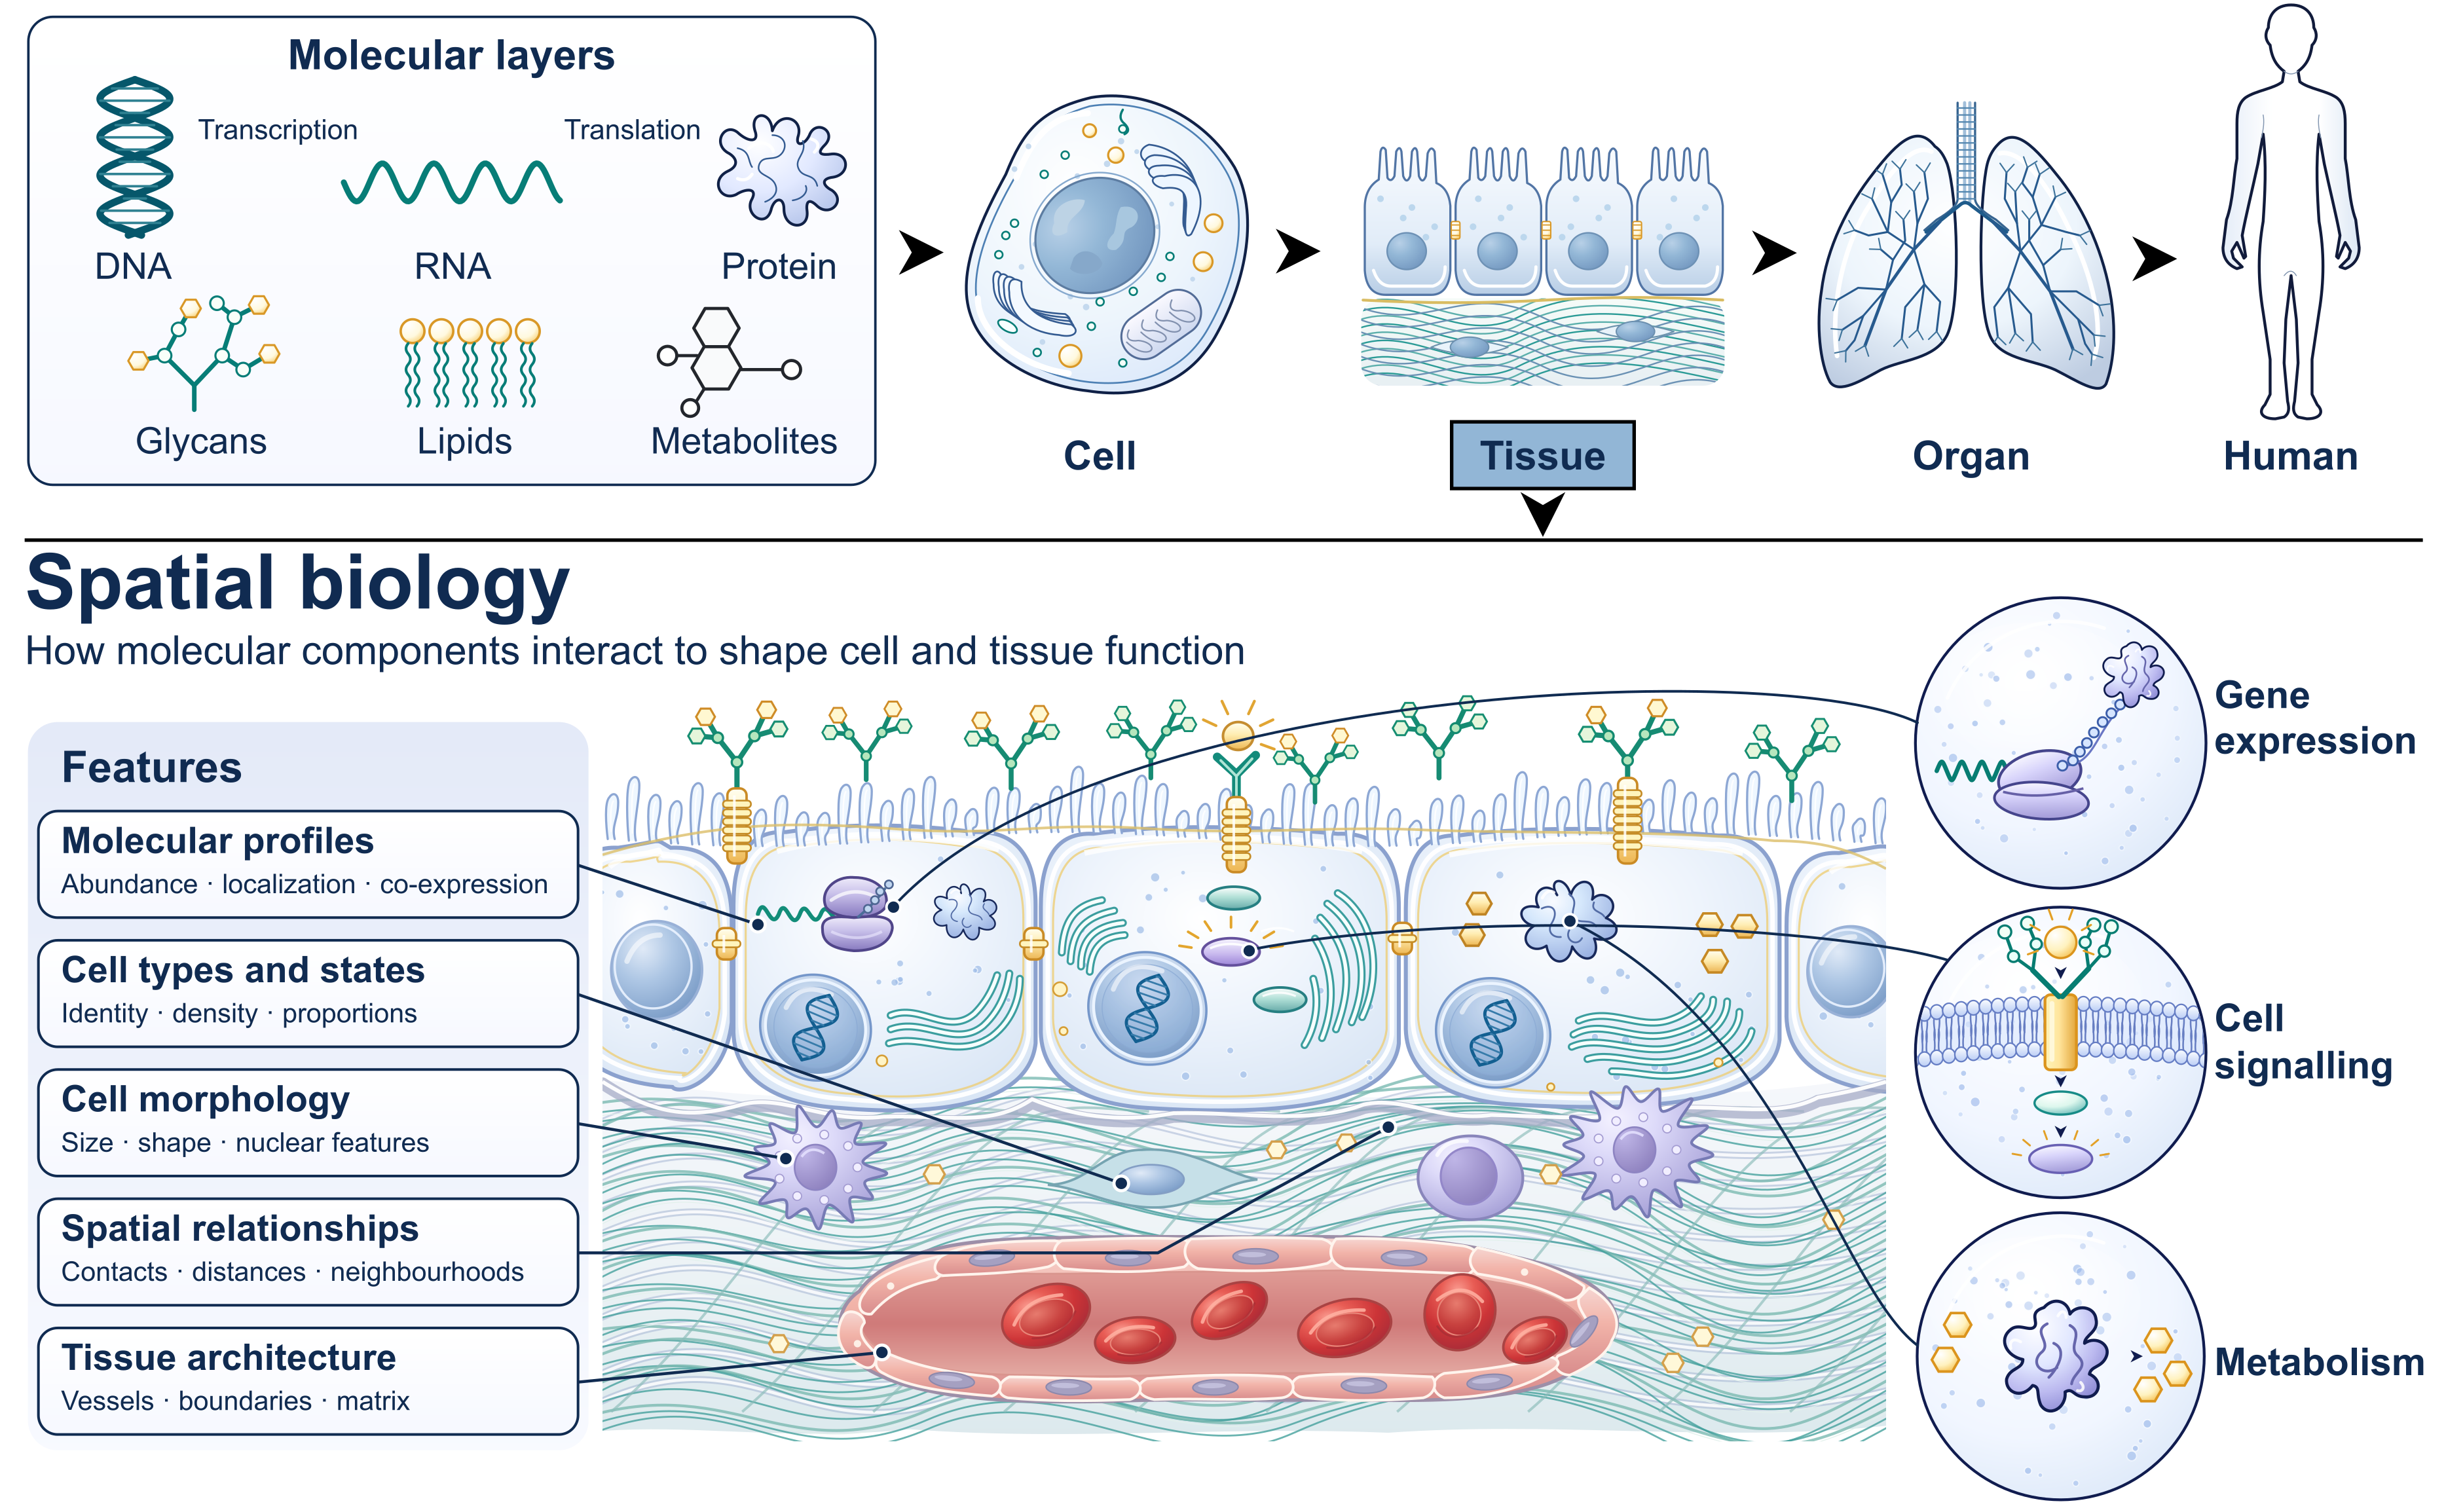 Molecular layers
Transcription
Translation
DNA
RNA
Protein
Glycans
Lipids
Metabolites
Cell
Tissue
Organ
Human
Spatial biology
How molecular components interact to shape cell and tissue function
Features
Molecular profiles
Abundance · localization · co-expression
Cell types and states
Identity · density · proportions
Cell morphology
Size · shape · nuclear features
Spatial relationships
Contacts · distances · neighbourhoods
Tissue architecture
Vessels · boundaries · matrix
Gene
expression
Cell
signalling
Metabolism